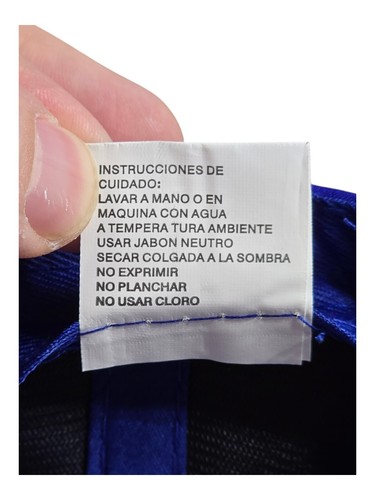 INSTRUCCIONES DE
CUIDADO:
LAVAR A MANO O EN
MAQUINA CON AGUA
A TEMPERA TURA AMBIENTE
USAR JABON NEUTRO
SECAR COLGADA A LA SOMBRA
NO EXPRIMIR
NO PLANCHAR
NO USAR CLORO